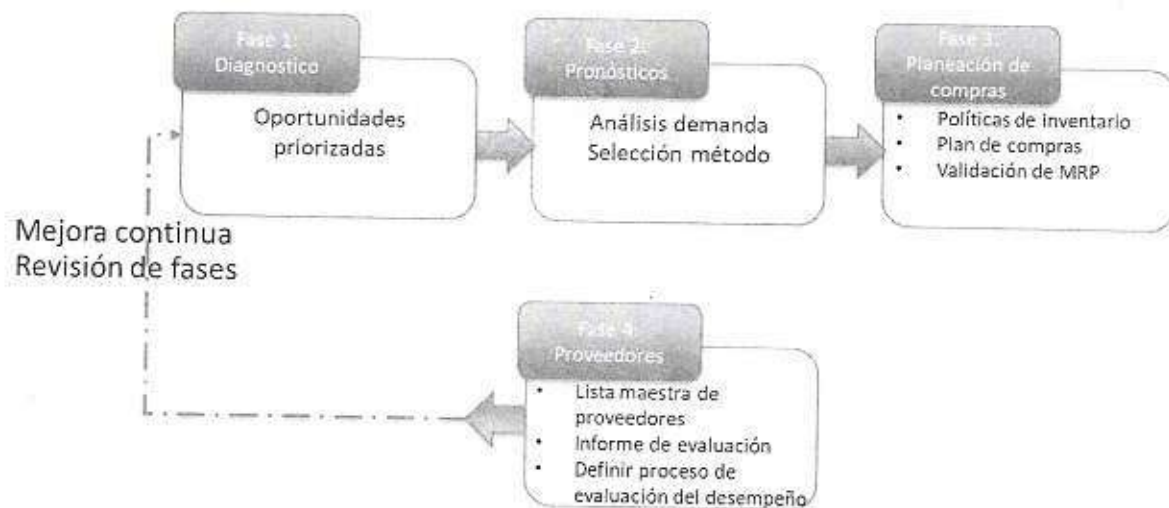 Fase 1:
Diagnostico
Oportunidades
priorizadas
Fase 2:
Pronósticos
Análisis demanda
Selección método
Fase 3:
Planeación de
compras
• Políticas de inventario
• Plan de compras
• Validación de MRP
Mejora continua
Revisión de fases
Fase 4:
Proveedores
• Lista maestra de
proveedores
• Informe de evaluación
• Definir proceso de
evaluación del desempeño